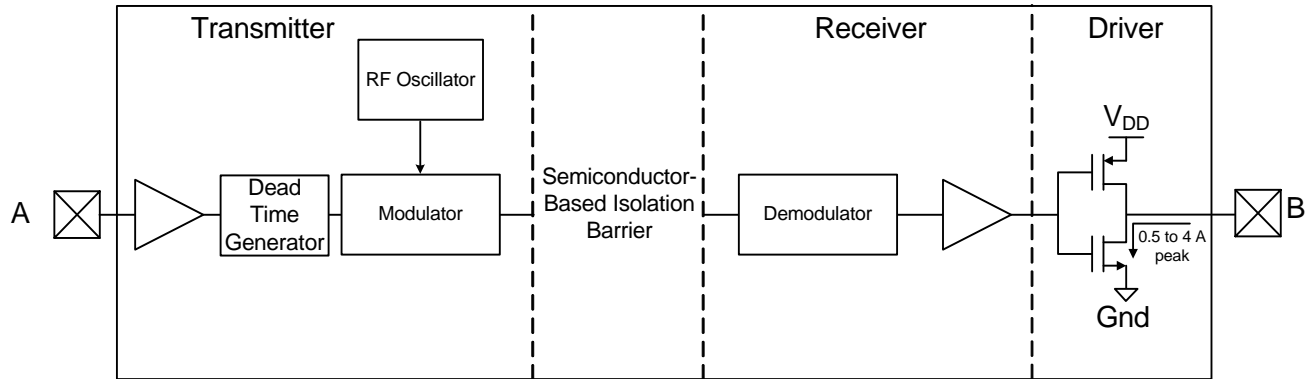 Transmitter
Receiver
Driver
RF Oscillator
V_DD
A
Dead
Time
Generator
Modulator
Semiconductor-
Based Isolation
Barrier
Demodulator
B
0.5 to 4 A
peak
Gnd